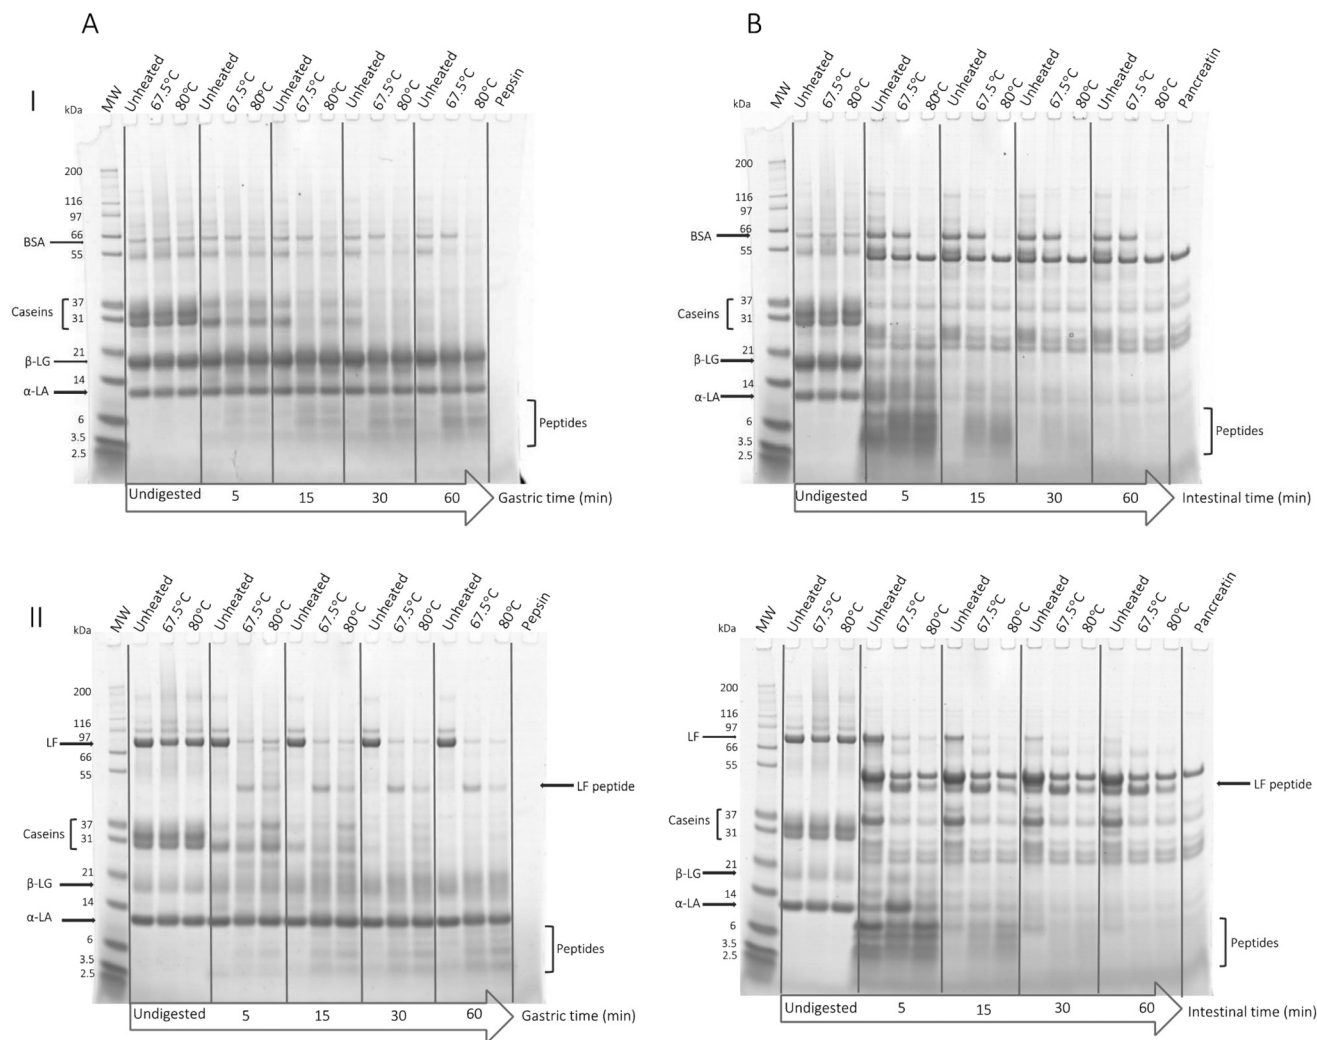 A
B
I
kDa
MW
Unheated
67.5°C
80°C
Unheated
67.5°C
80°C
Unheated
67.5°C
80°C
Unheated
67.5°C
80°C
Unheated
67.5°C
80°C
Pepsin
200
116
97
66
55
37
31
21
14
6
3.5
2.5
BSA
Caseins
β-LG
α-LA
Peptides
Undigested 5 15 30 60 Gastric time (min)
kDa
MW
Unheated
67.5°C
80°C
Unheated
67.5°C
80°C
Unheated
67.5°C
80°C
Unheated
67.5°C
80°C
Unheated
67.5°C
80°C
Pancreatin
200
116
97
66
55
37
31
21
14
6
3.5
2.5
BSA
Caseins
β-LG
α-LA
Peptides
Undigested 5 15 30 60 Intestinal time (min)
II
kDa
MW
Unheated
67.5°C
80°C
Unheated
67.5°C
80°C
Unheated
67.5°C
80°C
Unheated
67.5°C
80°C
Unheated
67.5°C
80°C
Pepsin
200
116
97
66
55
37
31
21
14
6
3.5
2.5
LF
Caseins
β-LG
α-LA
LF peptide
Peptides
Undigested 5 15 30 60 Gastric time (min)
kDa
MW
Unheated
67.5°C
80°C
Unheated
67.5°C
80°C
Unheated
67.5°C
80°C
Unheated
67.5°C
80°C
Unheated
67.5°C
80°C
Pancreatin
200
116
97
66
55
37
31
21
14
6
3.5
2.5
LF
Caseins
β-LG
α-LA
LF peptide
Peptides
Undigested 5 15 30 60 Intestinal time (min)